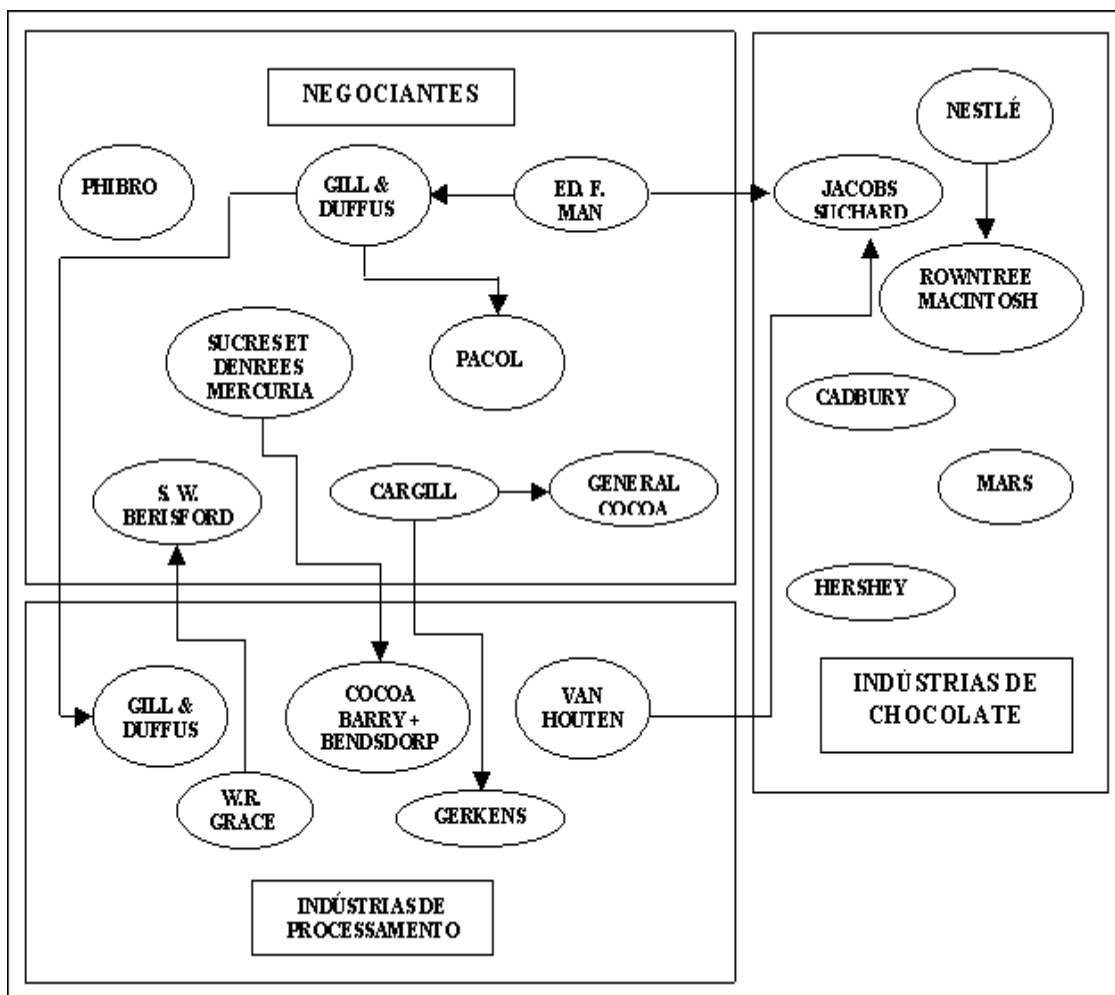 NEGOCIANTES
PHIBRO
GILL &
DUFFUS
ED. F.
MAN
SUCRES ET
DENREES
MERCURIA
PACOL
S. W.
BERISFORD
CARGILL
GENERAL
COCOA
NESTLÉ
JACOBS
SUCHARD
ROWNTREE
MACINTOSH
CADBURY
MARS
HERSHEY
INDÚSTRIAS DE
CHOCOLATE
GILL &
DUFFUS
COCOA
BARRY +
BENDSDORP
VAN
HOUTEN
W.R.
GRACE
GERKENS
INDÚSTRIAS DE
PROCESSAMENTO